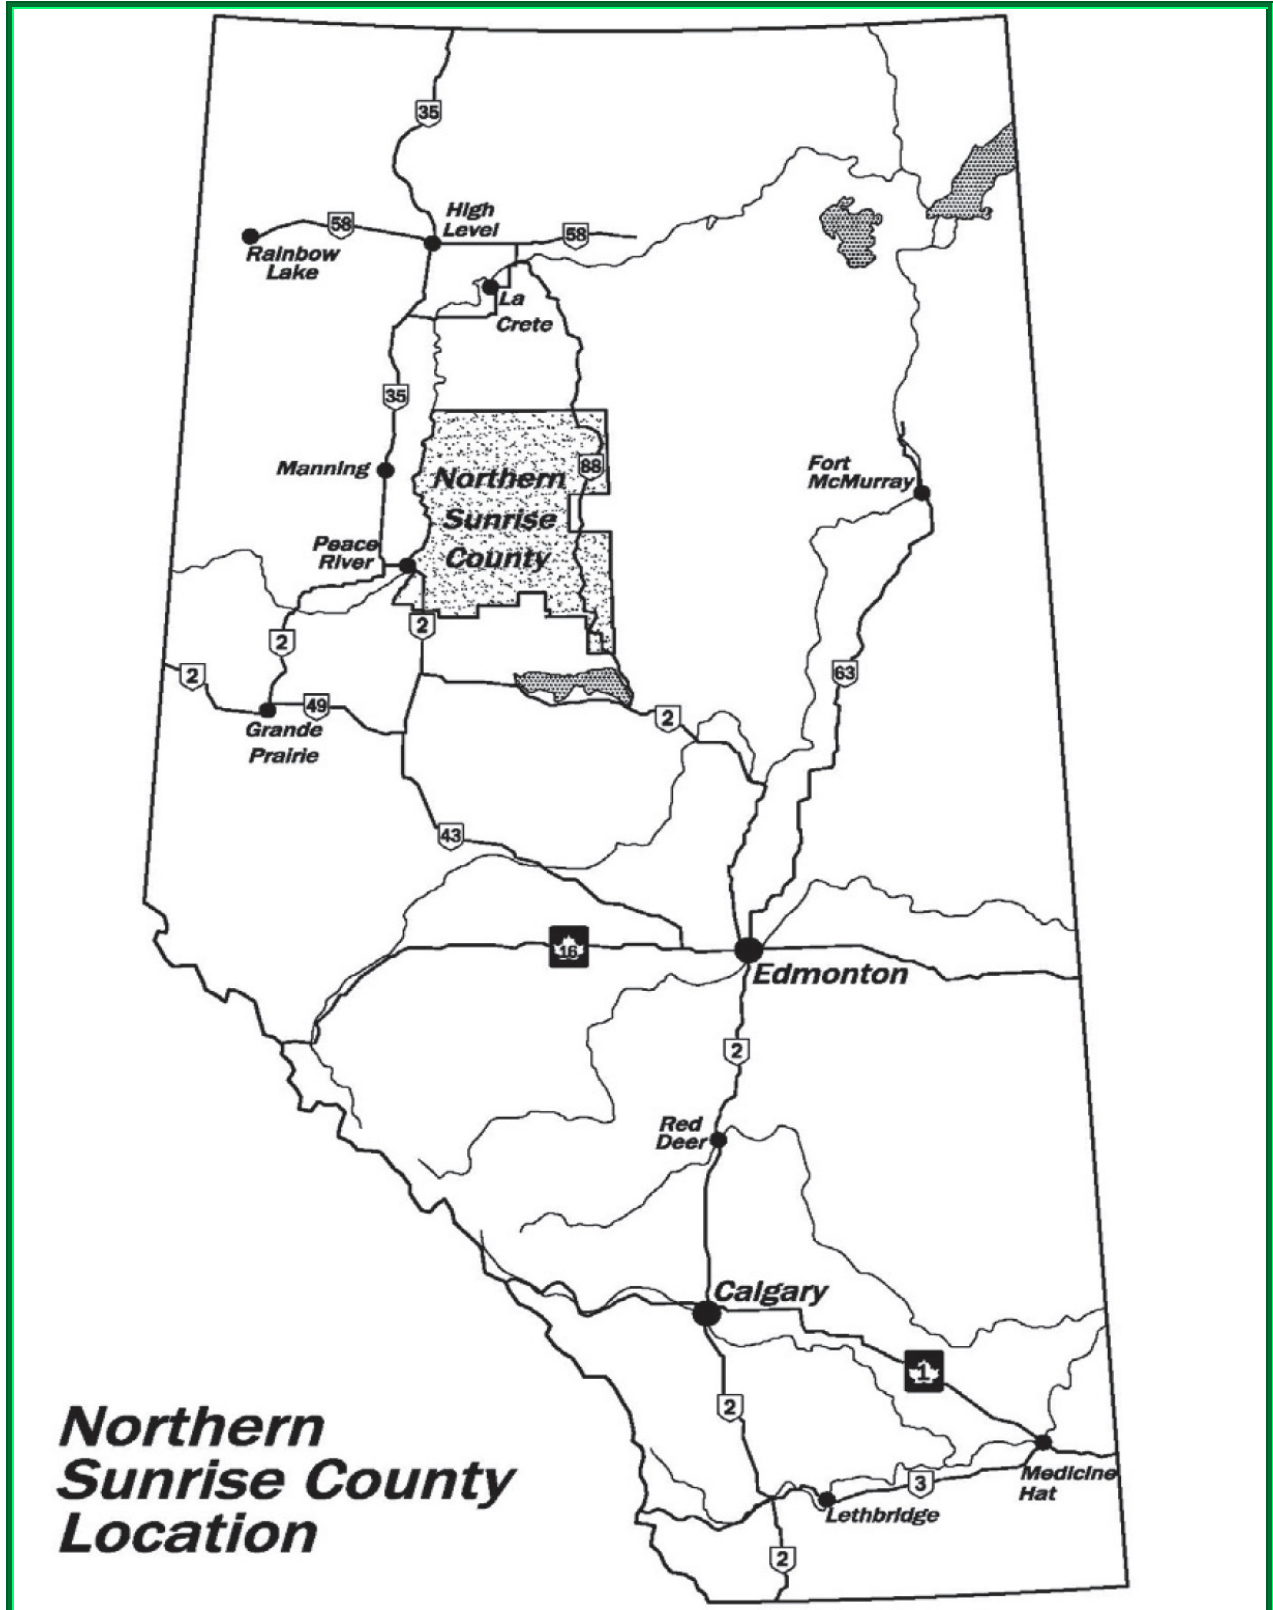 35
High
Level
58
58
Rainbow
Lake
La
Crete
35
88
Manning
Northern
Sunrise
County
Fort
McMurray
Peace
River
2
2
2
63
49
2
Grande
Prairie
43
16
Edmonton
2
Red
Deer
Calgary
1
2
Northern
Sunrise County
Location
3
Medicine
Hat
Lethbridge
2